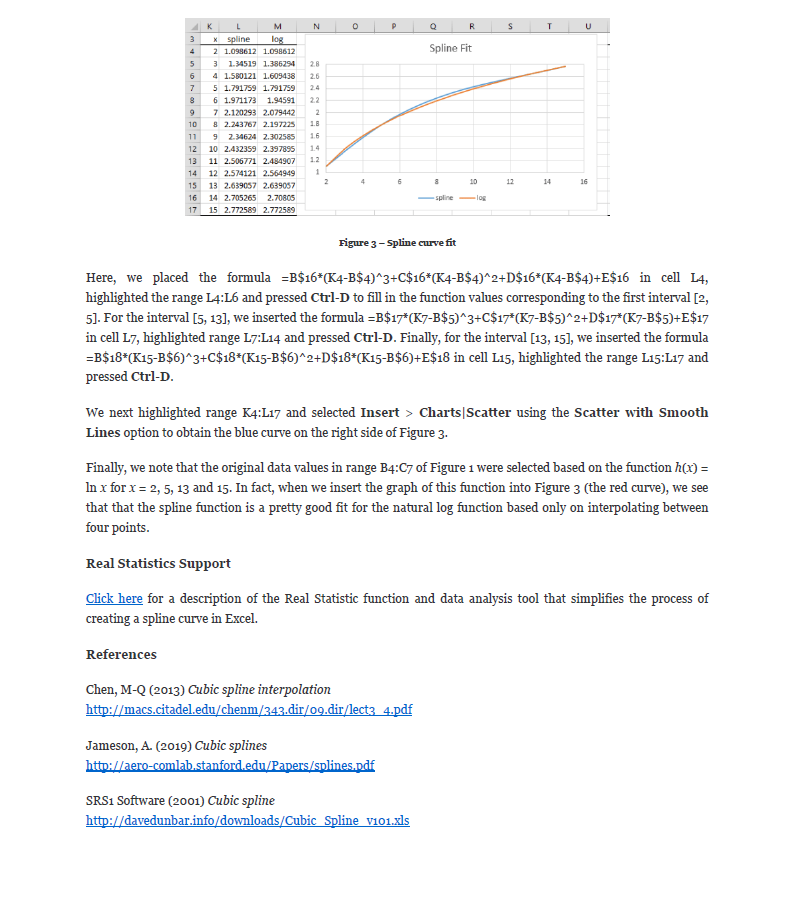 K L M N O P Q R S T U
3 x spline log
4 2 1.098612 1.098612
5 3 1.34519 1.386294
6 4 1.580121 1.609438
7 5 1.791759 1.791759
8 6 1.971173 1.94591
9 7 2.120293 2.079442
10 8 2.243767 2.197225
11 9 2.34624 2.302585
12 10 2.432359 2.397895
13 11 2.506771 2.484907
14 12 2.574121 2.564949
15 13 2.639057 2.639057
16 14 2.705265 2.70805
17 15 2.772589 2.772589
Spline Fit
2.8
2.6
2.4
2.2
2
1.8
1.6
1.4
1.2
1
2 4 6 8 10 12 14 16
spline log
Figure 3 – Spline curve fit
Here, we placed the formula =B$16*(K4-B$4)^3+C$16*(K4-B$4)^2+D$16*(K4-B$4)+E$16 in cell L4,
highlighted the range L4:L6 and pressed Ctrl-D to fill in the function values corresponding to the first interval [2,
5]. For the interval [5, 13], we inserted the formula =B$17*(K7-B$5)^3+C$17*(K7-B$5)^2+D$17*(K7-B$5)+E$17
in cell L7, highlighted range L7:L14 and pressed Ctrl-D. Finally, for the interval [13, 15], we inserted the formula
=B$18*(K15-B$6)^3+C$18*(K15-B$6)^2+D$18*(K15-B$6)+E$18 in cell L15, highlighted the range L15:L17 and
pressed Ctrl-D.
We next highlighted range K4:L17 and selected Insert > Charts|Scatter using the Scatter with Smooth
Lines option to obtain the blue curve on the right side of Figure 3.
Finally, we note that the original data values in range B4:C7 of Figure 1 were selected based on the function h(x) =
ln x for x = 2, 5, 13 and 15. In fact, when we insert the graph of this function into Figure 3 (the red curve), we see
that that the spline function is a pretty good fit for the natural log function based only on interpolating between
four points.
Real Statistics Support
Click here for a description of the Real Statistic function and data analysis tool that simplifies the process of
creating a spline curve in Excel.
References
Chen, M-Q (2013) Cubic spline interpolation
http://macs.citadel.edu/chenm/343.dir/09.dir/lect3_4.pdf
Jameson, A. (2019) Cubic splines
http://aero-comlab.stanford.edu/Papers/splines.pdf
SRS1 Software (2001) Cubic spline
http://davedunbar.info/downloads/Cubic_Spline_v101.xls